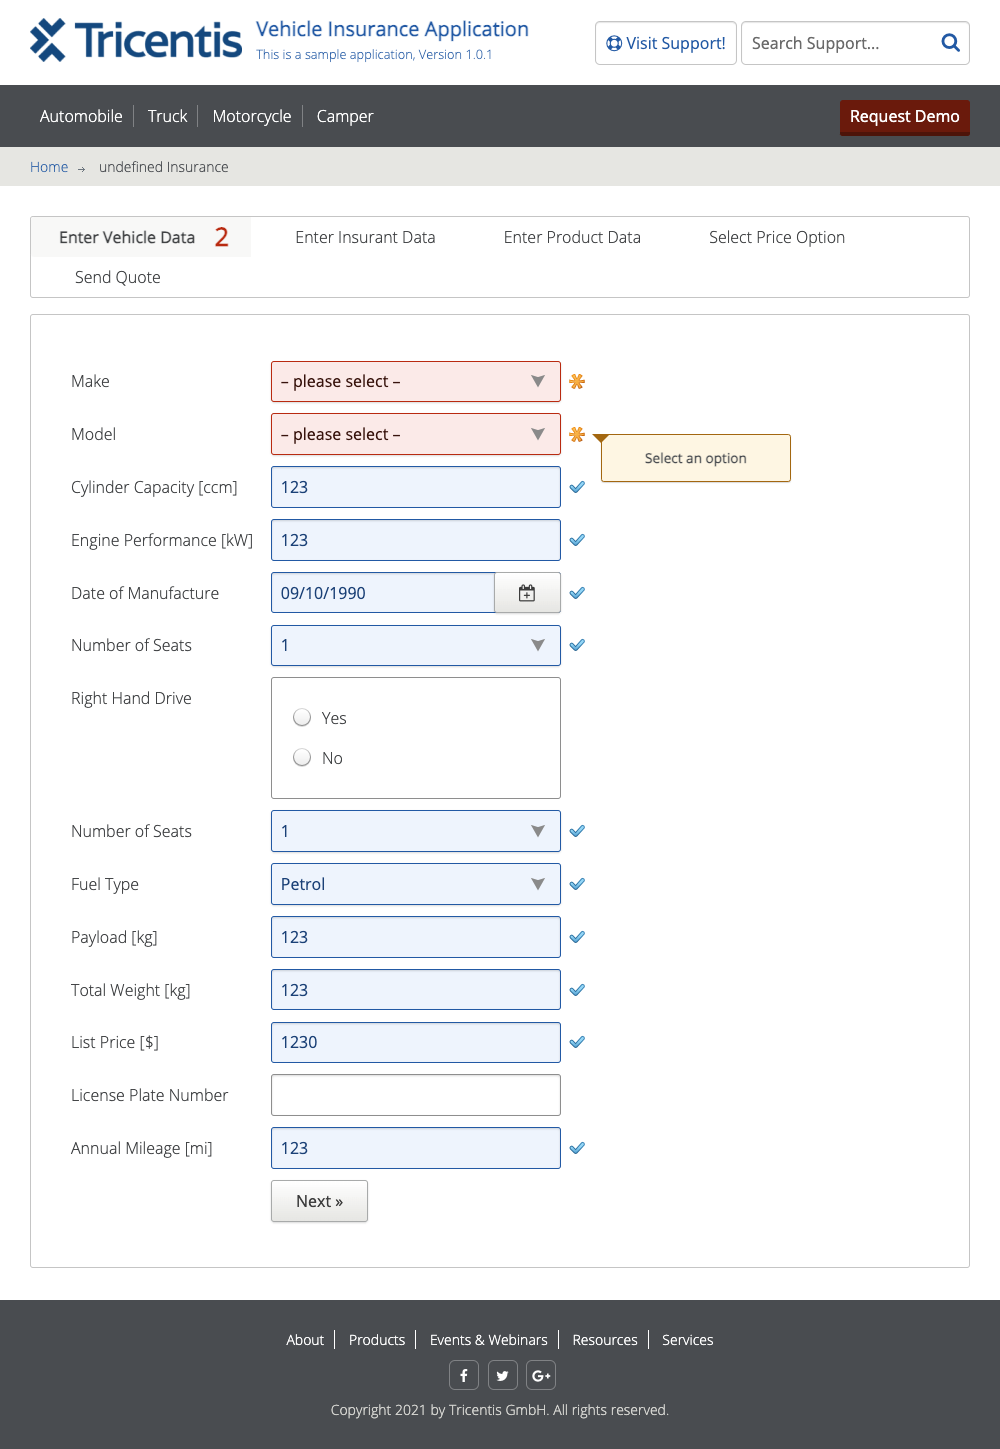 Tricentis
Vehicle Insurance Application
This is a sample application, Version 1.0.1
Visit Support!
Search Support...
Automobile
Truck
Motorcycle
Camper
Request Demo
Home → undefined Insurance
Enter Vehicle Data 2
Enter Insurant Data
Enter Product Data
Select Price Option
Send Quote
Make
– please select –
Model
– please select –
Select an option
Cylinder Capacity [ccm]
123
Engine Performance [kW]
123
Date of Manufacture
09/10/1990
Number of Seats
1
Right Hand Drive
Yes
No
Number of Seats
1
Fuel Type
Petrol
Payload [kg]
123
Total Weight [kg]
123
List Price [$]
1230
License Plate Number
Annual Mileage [mi]
123
Next »
About
Products
Events & Webinars
Resources
Services
f
G+
Copyright 2021 by Tricentis GmbH. All rights reserved.